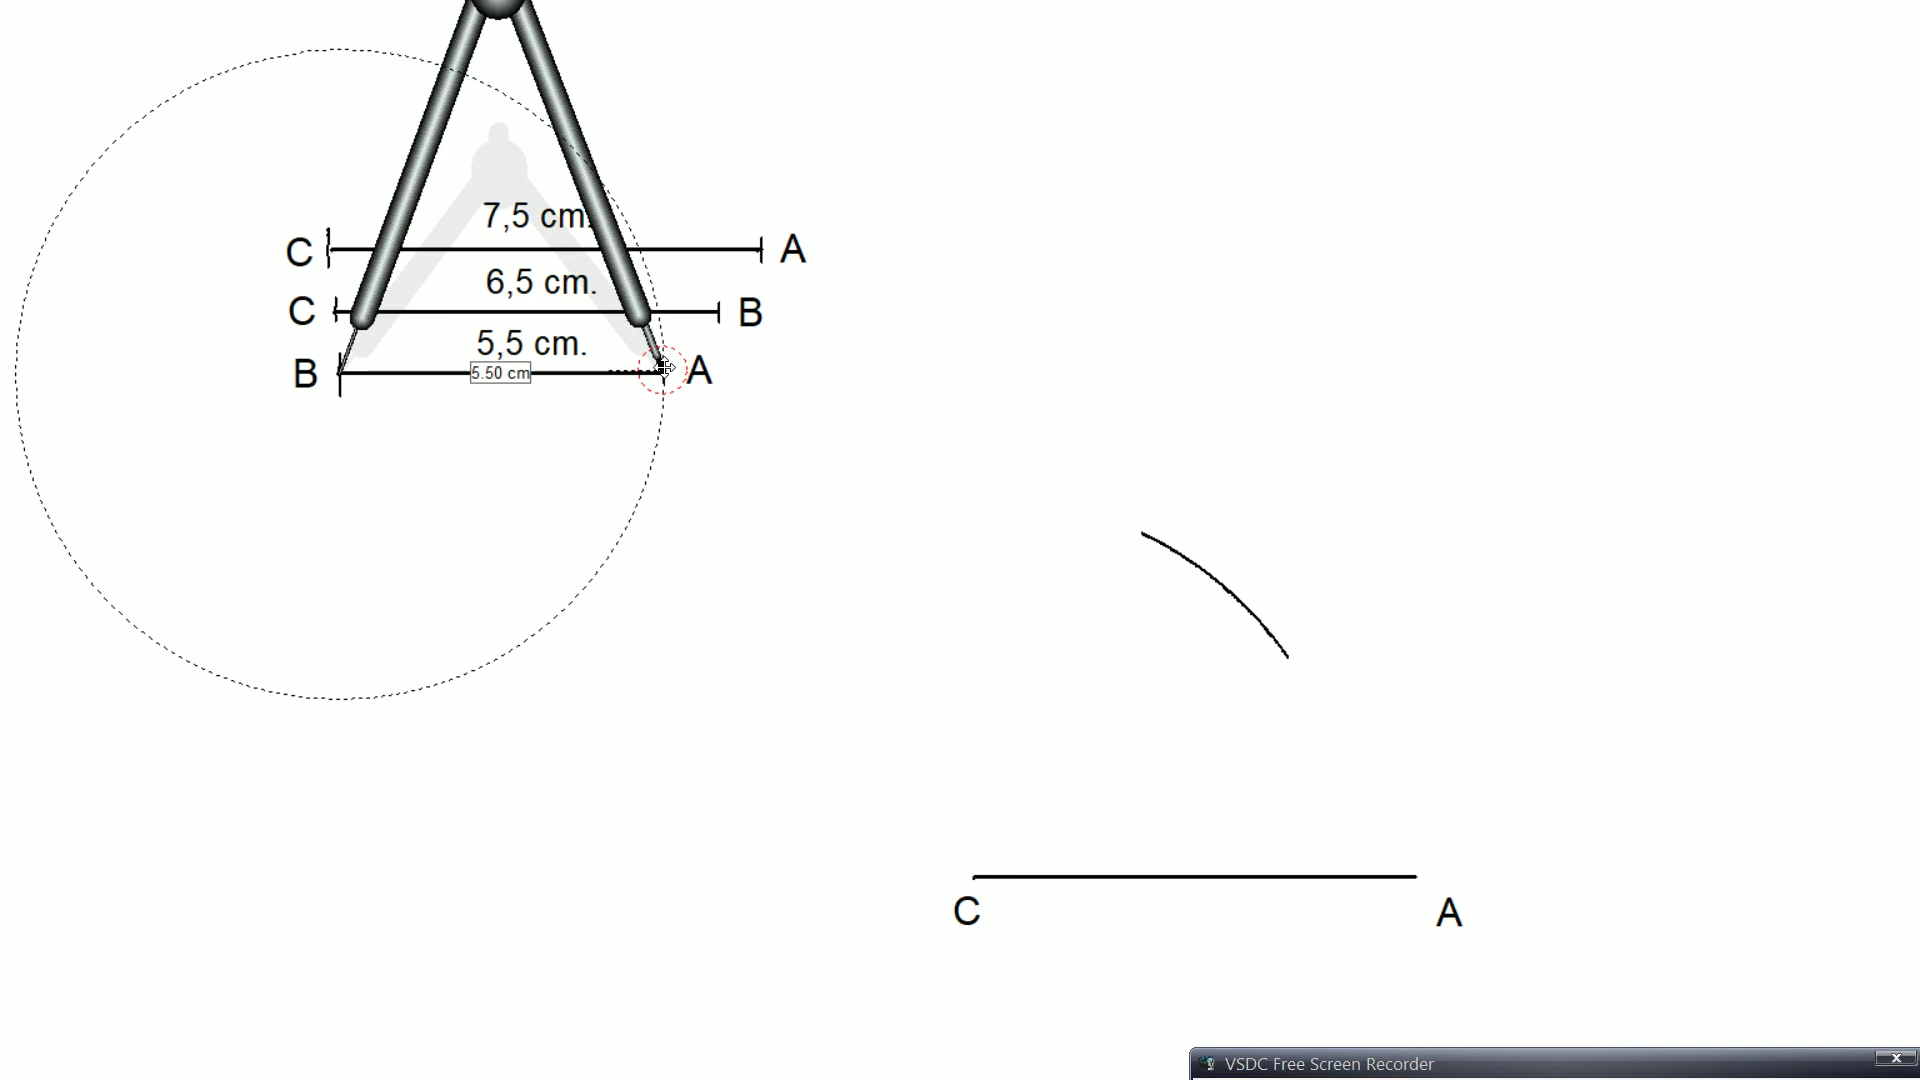 7,5 cm.
C A
6,5 cm.
C B
5,5 cm.
B 5.50 cm A
C A
VSDC Free Screen Recorder